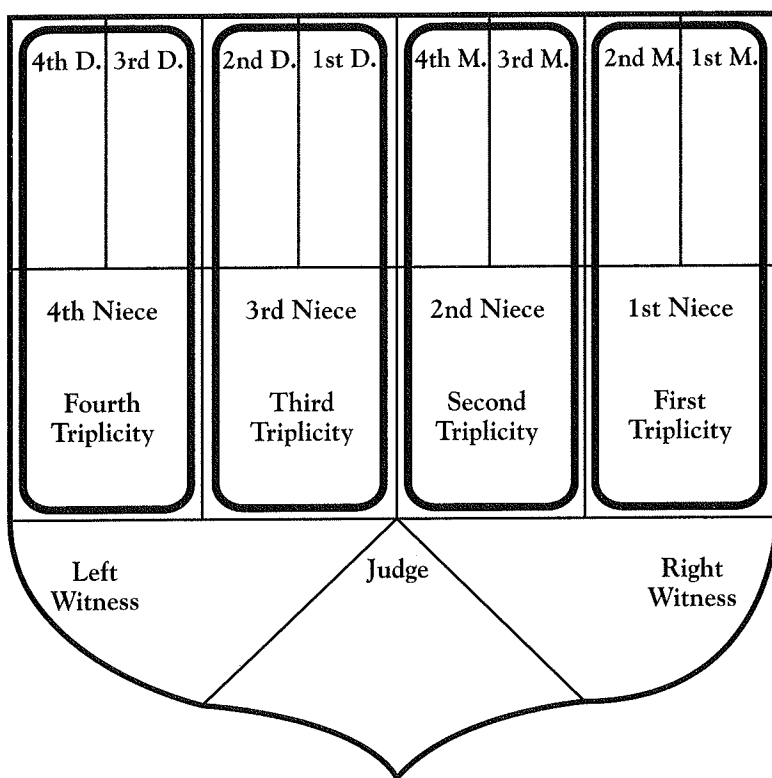 4th D. 3rd D. 2nd D. 1st D. 4th M. 3rd M. 2nd M. 1st M.
4th Niece 3rd Niece 2nd Niece 1st Niece
Fourth Third Second First
Triplicity Triplicity Triplicity Triplicity
Left Judge Right
Witness Witness